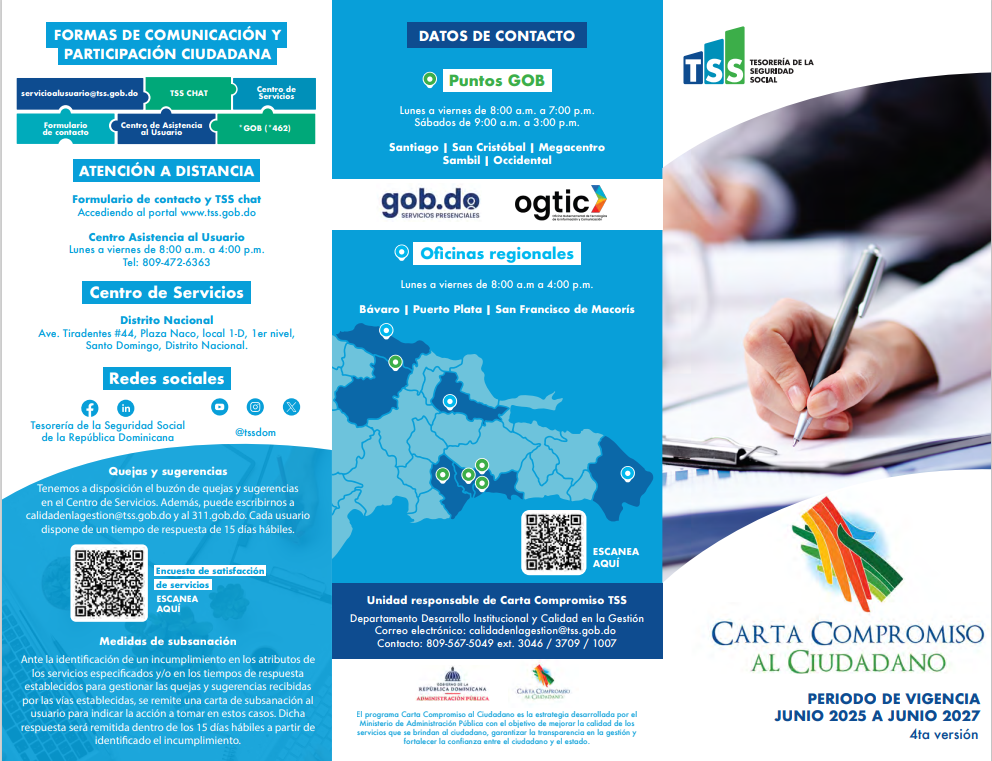 FORMAS DE COMUNICACIÓN Y
PARTICIPACIÓN CIUDADANA
servicioalusuario@tss.gob.do
TSS CHAT
Centro de
Servicios
Formulario
de contacto
Centro de Asistencia
al Usuario
*GOB (*462)
ATENCIÓN A DISTANCIA
Formulario de contacto y TSS chat
Accediendo al portal www.tss.gob.do
Centro Asistencia al Usuario
Lunes a viernes de 8:00 a.m. a 4:00 p.m.
Tel: 809-472-6363
Centro de Servicios
Distrito Nacional
Ave. Tiradentes #44, Plaza Naco, local 1-D, 1er nivel,
Santo Domingo, Distrito Nacional.
Redes sociales
Tesorería de la Seguridad Social
de la República Dominicana
@tssdom
Quejas y sugerencias
Tenemos a disposición el buzón de quejas y sugerencias
en el Centro de Servicios. Además, puede escribirnos a
calidadenlagestion@tss.gob.do y al 311.gob.do. Cada usuario
dispone de un tiempo de respuesta de 15 días hábiles.
Encuesta de satisfacción
de servicios
ESCANEA
AQUÍ
Medidas de subsanación
Ante la identificación de un incumplimiento en los atributos de
los servicios especificados y/o en los tiempos de respuesta
establecidos para gestionar las quejas y sugerencias recibidas
por las vías establecidas, se remite una carta de subsanación al
usuario para indicar la acción a tomar en estos casos. Dicha
respuesta será remitida dentro de los 15 días hábiles a partir de
identificado el incumplimiento.
DATOS DE CONTACTO
Puntos GOB
Lunes a viernes de 8:00 a.m. a 7:00 p.m.
Sábados de 9:00 a.m. a 3:00 p.m.
Santiago | San Cristóbal | Megacentro
Sambil | Occidental
gob.do
SERVICIOS PRESENCIALES
ogtic
Oficina Gubernamental de Tecnologías
de la Información y Comunicación
Oficinas regionales
Lunes a viernes de 8:00 a.m a 4:00 p.m.
Bávaro | Puerto Plata | San Francisco de Macorís
ESCANEA
AQUÍ
Unidad responsable de Carta Compromiso TSS
Departamento Desarrollo Institucional y Calidad en la Gestión
Correo electrónico: calidadenlagestion@tss.gob.do
Contacto: 809-567-5049 ext. 3046 / 3709 / 1007
GOBIERNO DE LA
REPÚBLICA DOMINICANA
ADMINISTRACIÓN PÚBLICA
CARTA COMPROMISO
AL CIUDADANO
El programa Carta Compromiso al Ciudadano es la estrategia desarrollada por el
Ministerio de Administración Pública con el objetivo de mejorar la calidad de los
servicios que se brindan al ciudadano, garantizar la transparencia en la gestión y
fortalecer la confianza entre el ciudadano y el estado.
TSS
TESORERÍA DE LA
SEGURIDAD
SOCIAL
CARTA COMPROMISO
AL CIUDADANO
PERIODO DE VIGENCIA
JUNIO 2025 A JUNIO 2027
4ta versión